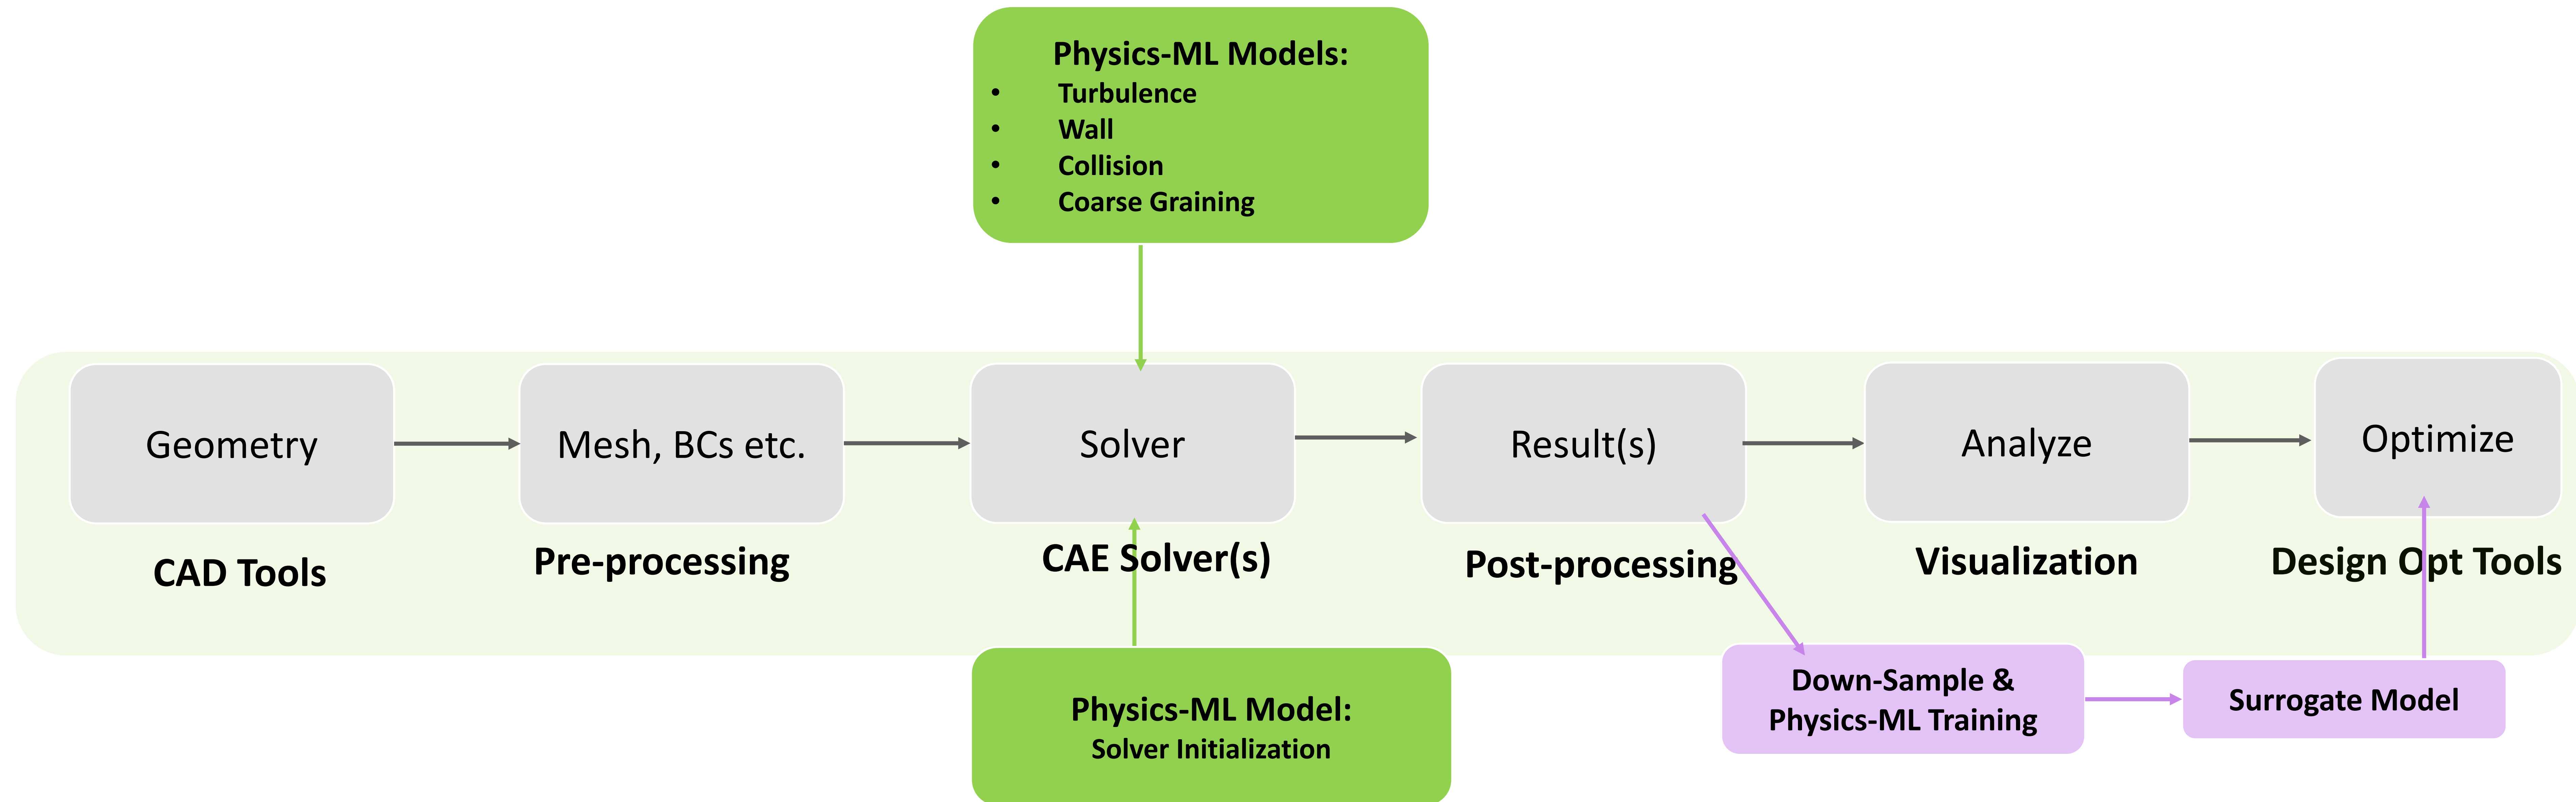 Physics-ML Models:
• Turbulence
• Wall
• Collision
• Coarse Graining
Geometry
Mesh, BCs etc.
Solver
Result(s)
Analyze
Optimize
CAD Tools
Pre-processing
CAE Solver(s)
Post-processing
Visualization
Design Opt Tools
Physics-ML Model:
Solver Initialization
Down-Sample &
Physics-ML Training
Surrogate Model